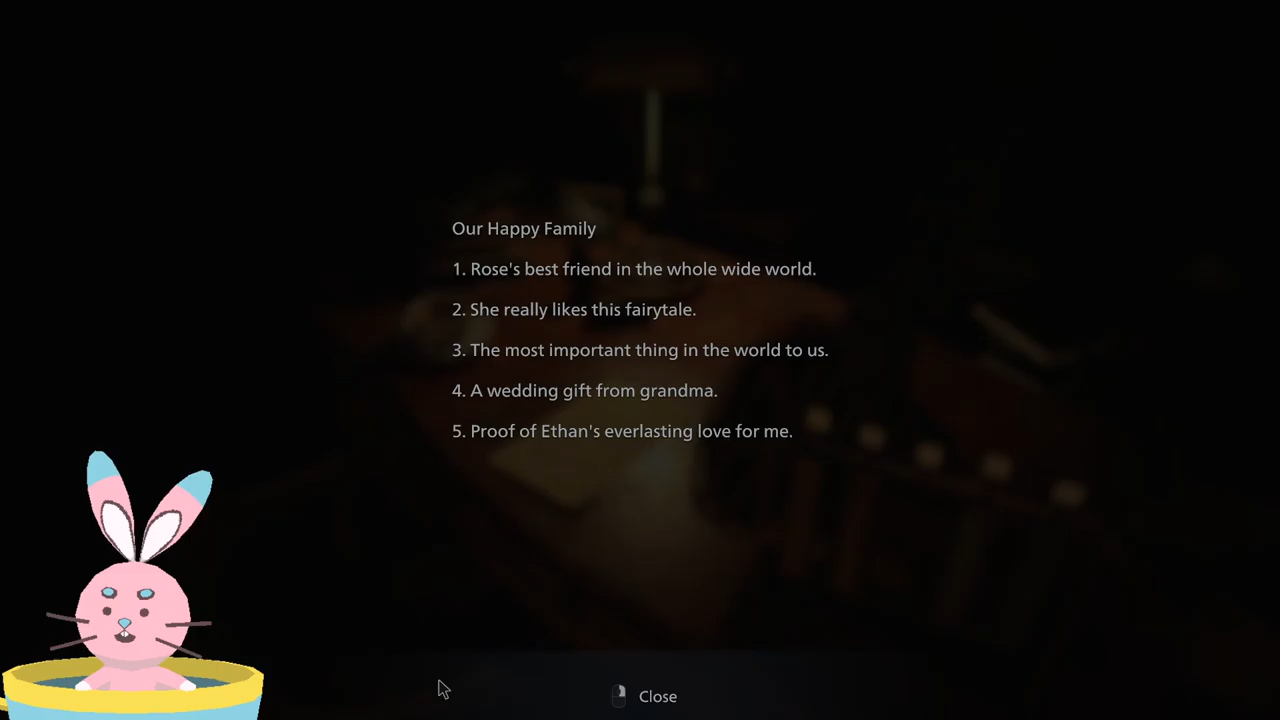 Our Happy Family
1. Rose's best friend in the whole wide world.
2. She really likes this fairytale.
3. The most important thing in the world to us.
4. A wedding gift from grandma.
5. Proof of Ethan's everlasting love for me.
Close